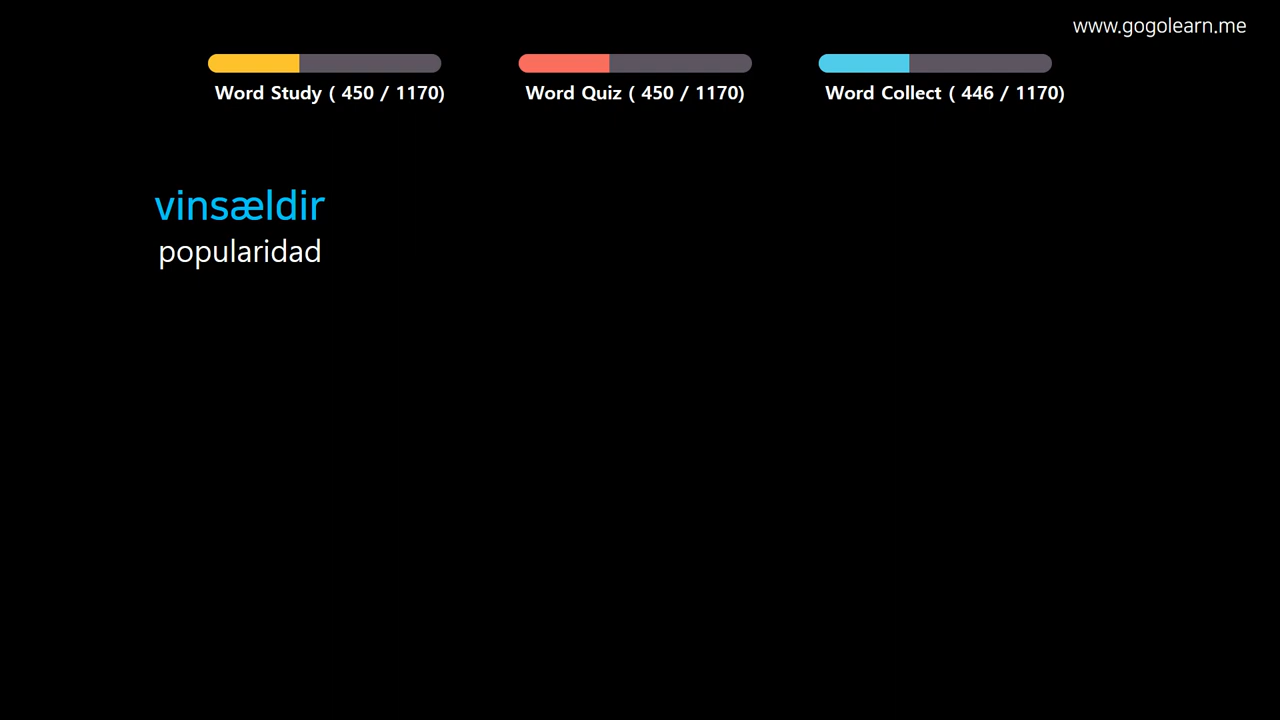 www.gogolearn.me
Word Study ( 450 / 1170)
Word Quiz ( 450 / 1170)
Word Collect ( 446 / 1170)
vinsældir
popularidad